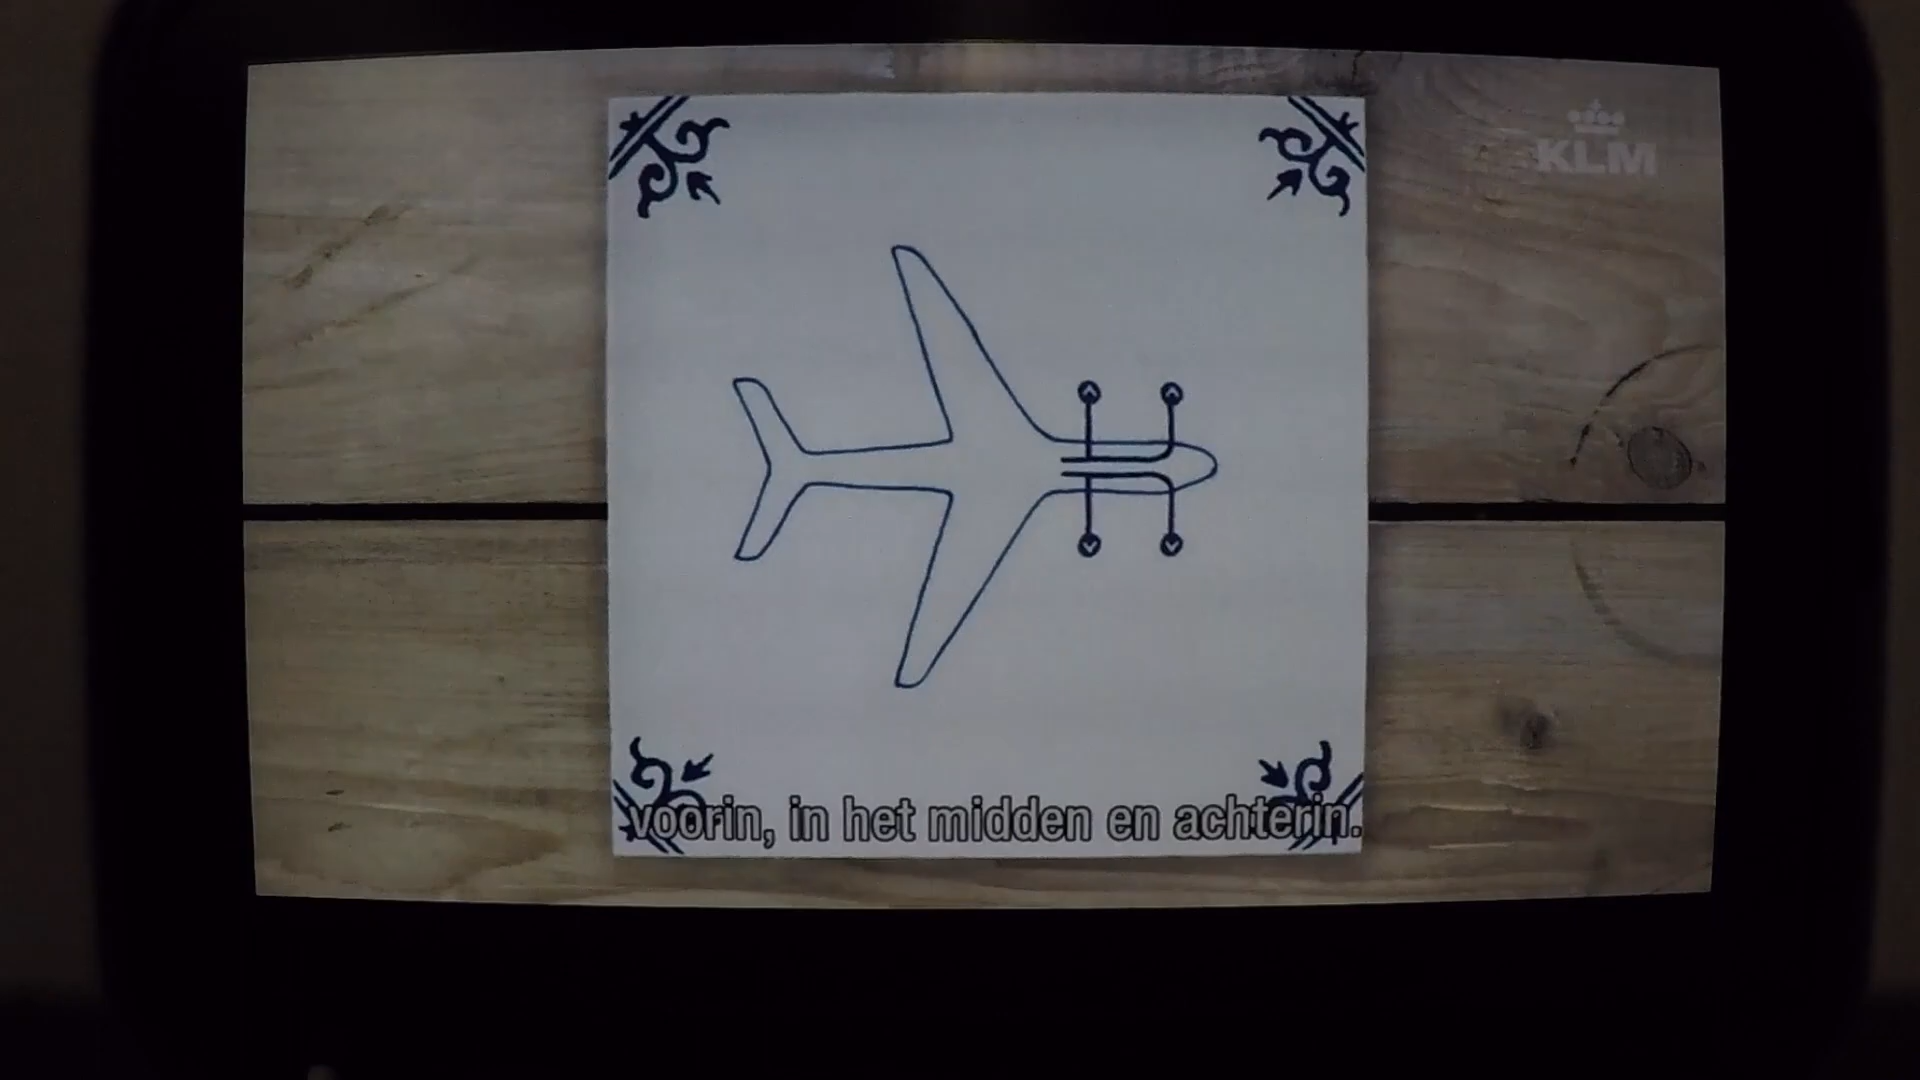 KLM
voorin, in het midden en achterin.